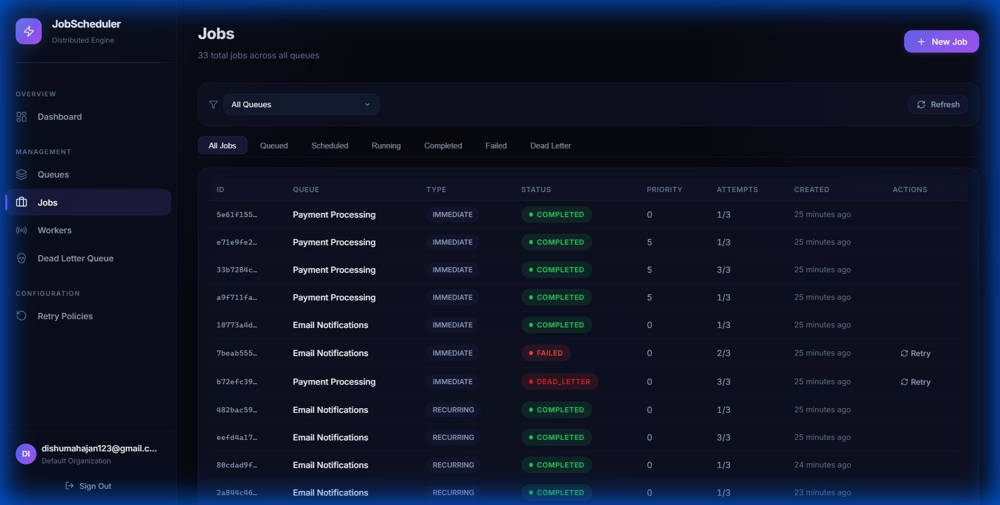 JobScheduler
Distributed Engine
OVERVIEW
Dashboard
MANAGEMENT
Queues
Jobs
Workers
Dead Letter Queue
CONFIGURATION
Retry Policies
DI
dishumahajan123@gmail.c...
Default Organization
Sign Out
Jobs
33 total jobs across all queues
New Job
All Queues
Refresh
All Jobs Queued Scheduled Running Completed Failed Dead Letter
ID QUEUE TYPE STATUS PRIORITY ATTEMPTS CREATED ACTIONS
5e61f155… Payment Processing IMMEDIATE COMPLETED 0 1/3 25 minutes ago
e71e9fe2… Payment Processing IMMEDIATE COMPLETED 5 1/3 25 minutes ago
33b7284c… Payment Processing IMMEDIATE COMPLETED 5 3/3 25 minutes ago
a9f711fa… Payment Processing IMMEDIATE COMPLETED 5 1/3 25 minutes ago
10773a4d… Email Notifications IMMEDIATE COMPLETED 0 1/3 25 minutes ago
7beab555… Email Notifications IMMEDIATE FAILED 0 2/3 25 minutes ago Retry
b72efc39… Payment Processing IMMEDIATE DEAD_LETTER 0 3/3 25 minutes ago Retry
482bac59… Email Notifications RECURRING COMPLETED 0 1/3 25 minutes ago
eefd4a17… Email Notifications RECURRING COMPLETED 0 3/3 25 minutes ago
80cdad9f… Email Notifications RECURRING COMPLETED 0 1/3 24 minutes ago
2a844c46… Email Notifications RECURRING COMPLETED 0 1/3 23 minutes ago